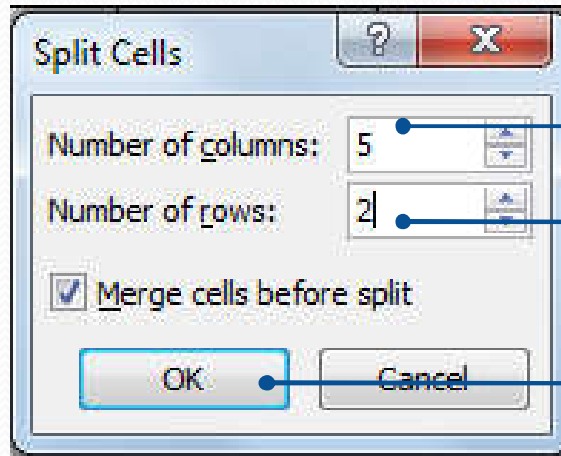 Split Cells ?
Number of columns: 5
Number of rows: 2
Merge cells before split
OK Cancel